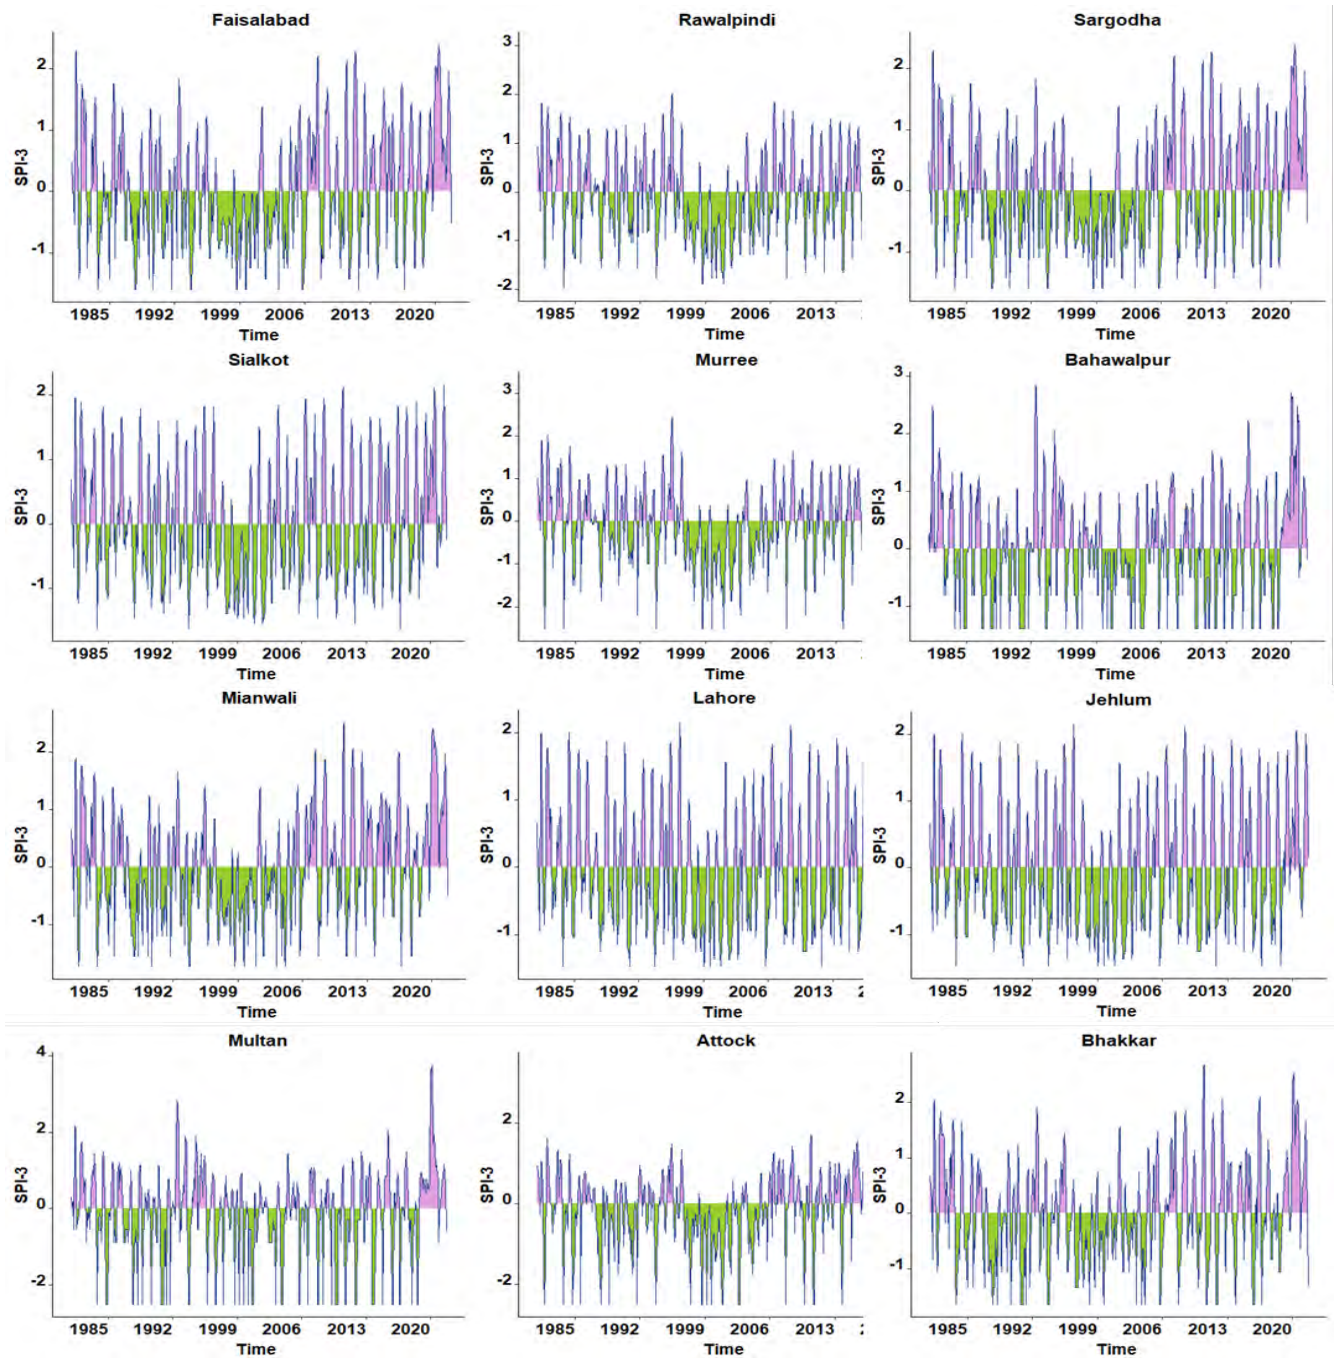 Faisalabad Rawalpindi Sargodha
2 1 0 -1 SPI-3
3 2 1 0 -1 -2 SPI-3
2 1 0 -1 SPI-3
1985 1992 1999 2006 2013 2020 1985 1992 1999 2006 2013 1985 1992 1999 2006 2013 2020
Time Time Time
Sialkot Murree Bahawalpur
2 1 0 -1 SPI-3
3 2 1 0 -1 -2 SPI-3
3 2 1 0 -1 SPI-3
1985 1992 1999 2006 2013 2020 1985 1992 1999 2006 2013 1985 1992 1999 2006 2013 2020
Time Time Time
Mianwali Lahore Jehlum
2 1 0 -1 SPI-3
2 1 0 -1 SPI-3
2 1 0 -1 SPI-3
1985 1992 1999 2006 2013 2020 1985 1992 1999 2006 2013 2 1985 1992 1999 2006 2013 2020
Time Time Time
Multan Attock Bhakkar
4 2 0 -2 SPI-3
2 0 -2 SPI-3
2 1 0 -1 SPI-3
1985 1992 1999 2006 2013 2020 1985 1992 1999 2006 2013 1985 1992 1999 2006 2013 2020
Time Time Time